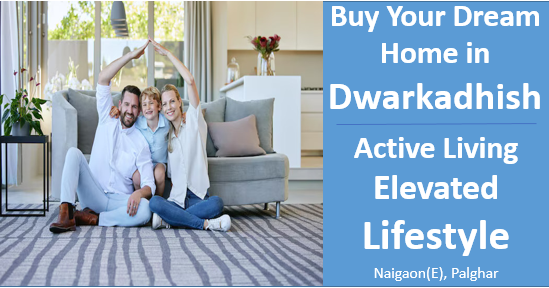 Buy Your Dream
Home in
Dwarkadhish
Active Living
Elevated
Lifestyle
Naigaon(E), Palghar